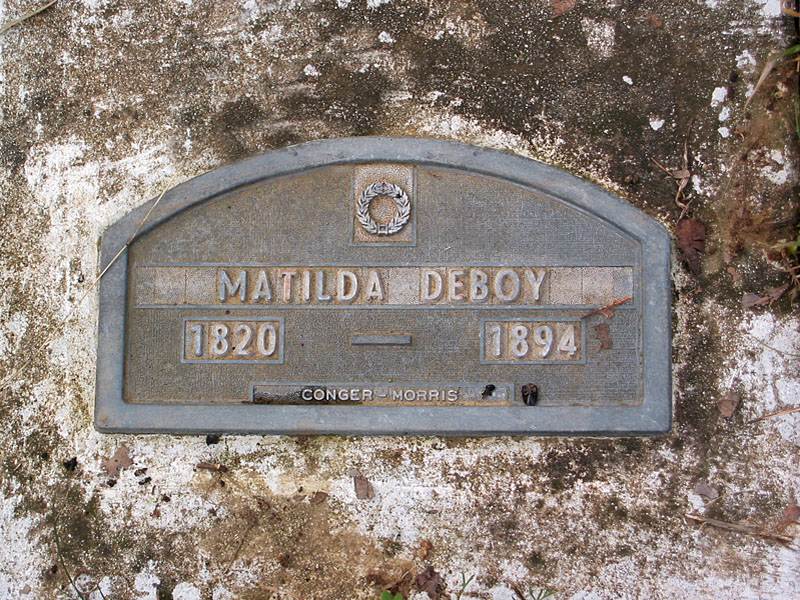 MATILDA DEBOY
1820 — 1894
CONGER-MORRIS